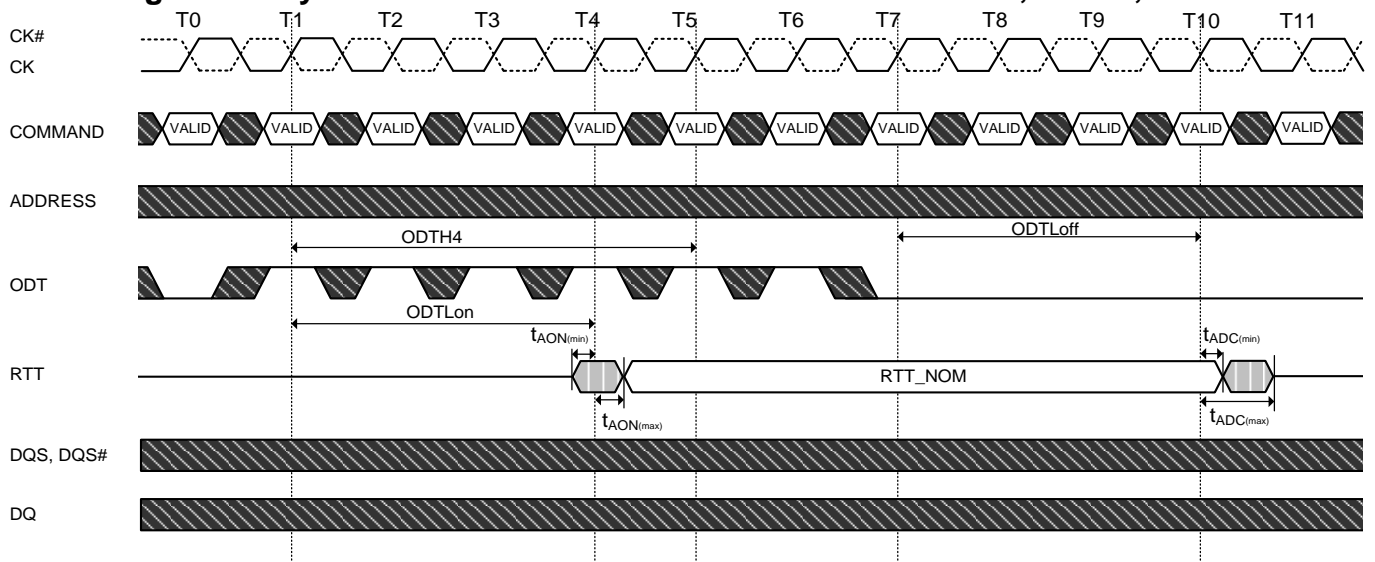 T0 T1 T2 T3 T4 T5 T6 T7 T8 T9 T10 T11
CK#
CK
COMMAND VALID VALID VALID VALID VALID VALID VALID VALID VALID VALID VALID VALID
ADDRESS
ODTH4 ODTLoff
ODT
ODTLon
tAON(min) tADC(min)
RTT RTT_NOM
tAON(max) tADC(max)
DQS, DQS#
DQ